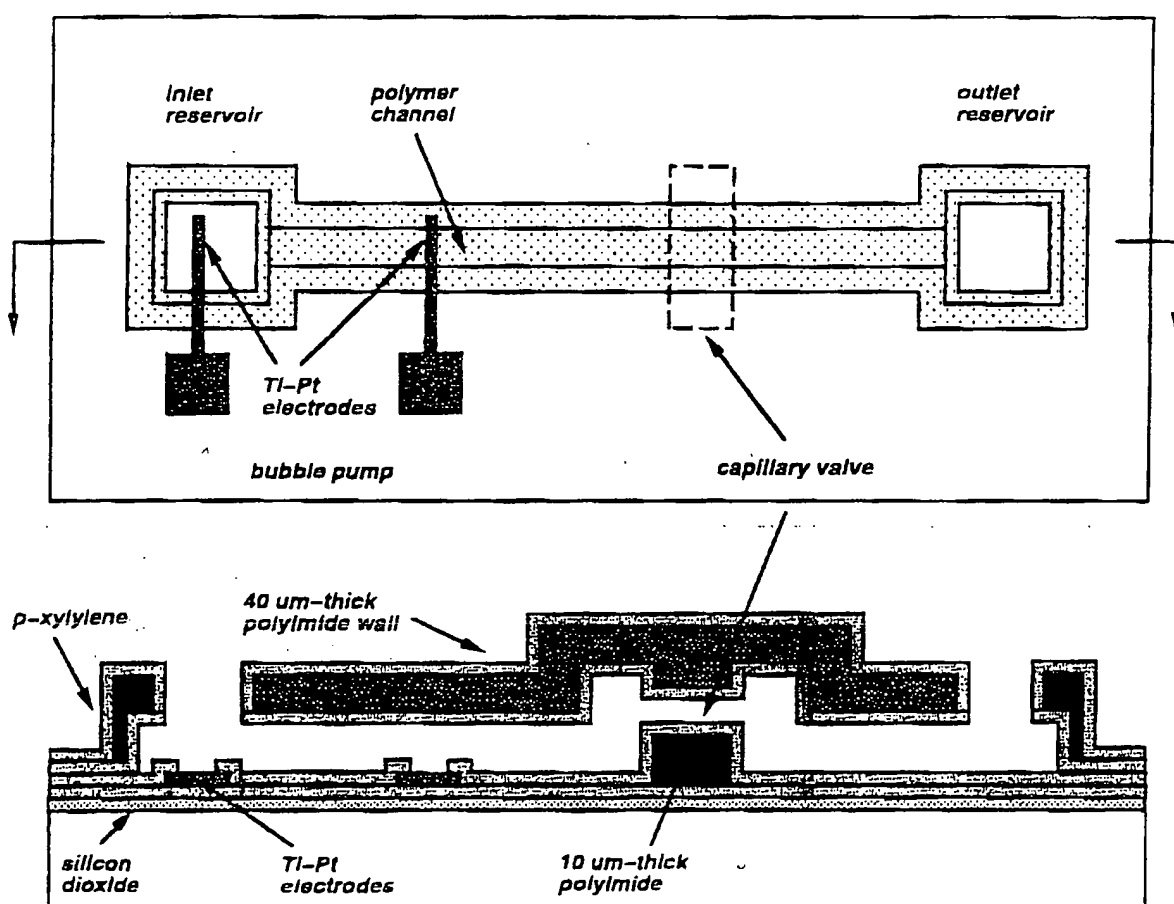 inlet
reservoir
polymer
channel
outlet
reservoir
Ti-Pt
electrodes
bubble pump
capillary valve
p-xylylene
40 um-thick
polyimide wall
silicon
dioxide
Ti-Pt
electrodes
10 um-thick
polyimide